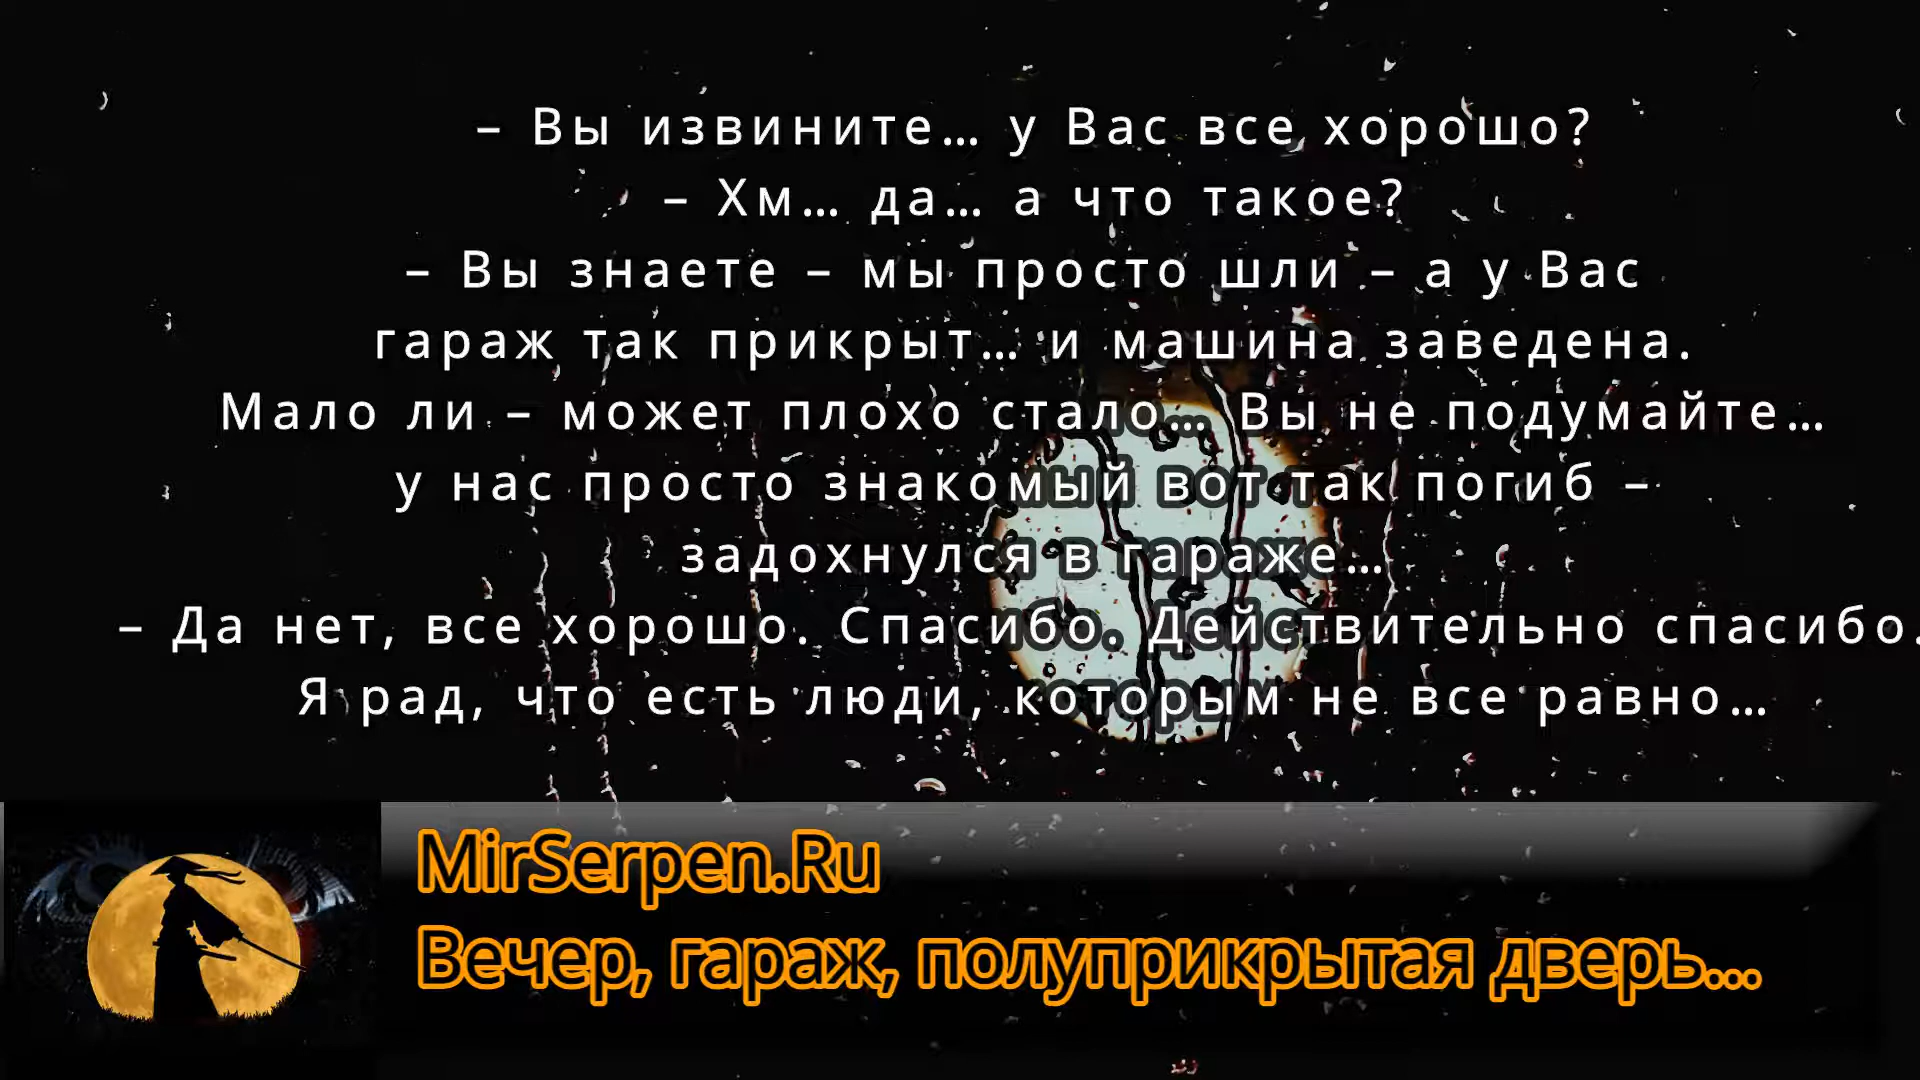 – Вы извините… у Вас все хорошо?
– Хм… да… а что такое?
– Вы знаете – мы просто шли – а у Вас
гараж так прикрыт… и машина заведена.
Мало ли – может плохо стало… Вы не подумайте…
у нас просто знакомый вот так погиб –
задохнулся в гараже…
– Да нет, все хорошо. Спасибо. Действительно спасибо.
Я рад, что есть люди, которым не все равно…
MirSerpen.Ru
Вечер, гараж, полуприкрытая дверь...